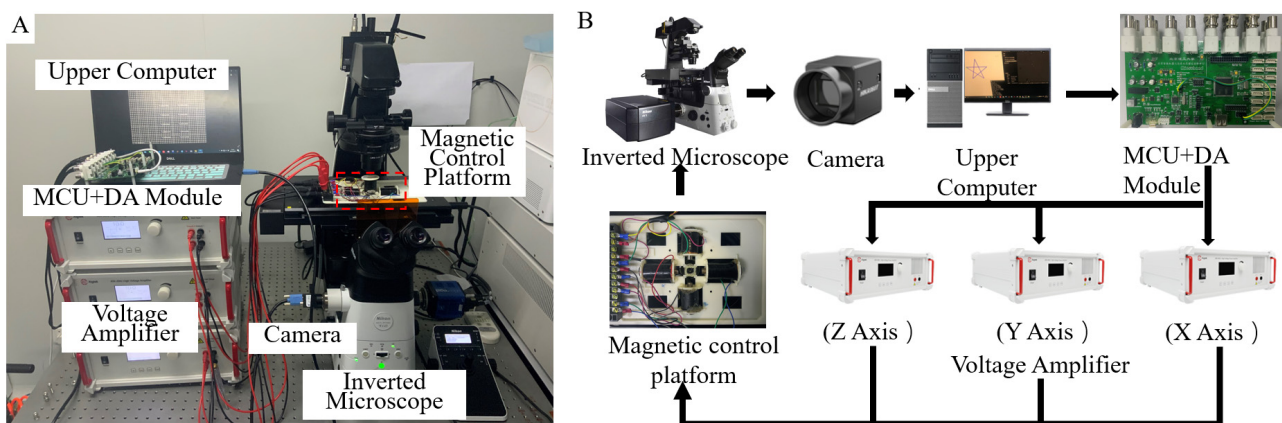 A
Upper Computer
MCU+DA Module
Voltage
Amplifier
Camera
Magnetic
Control
Platform
Inverted
Microscope
B
Inverted Microscope
Camera
Upper
Computer
MCU+DA
Module
Magnetic control
platform
(Z Axis）
(Y Axis）
(X Axis）
Voltage Amplifier